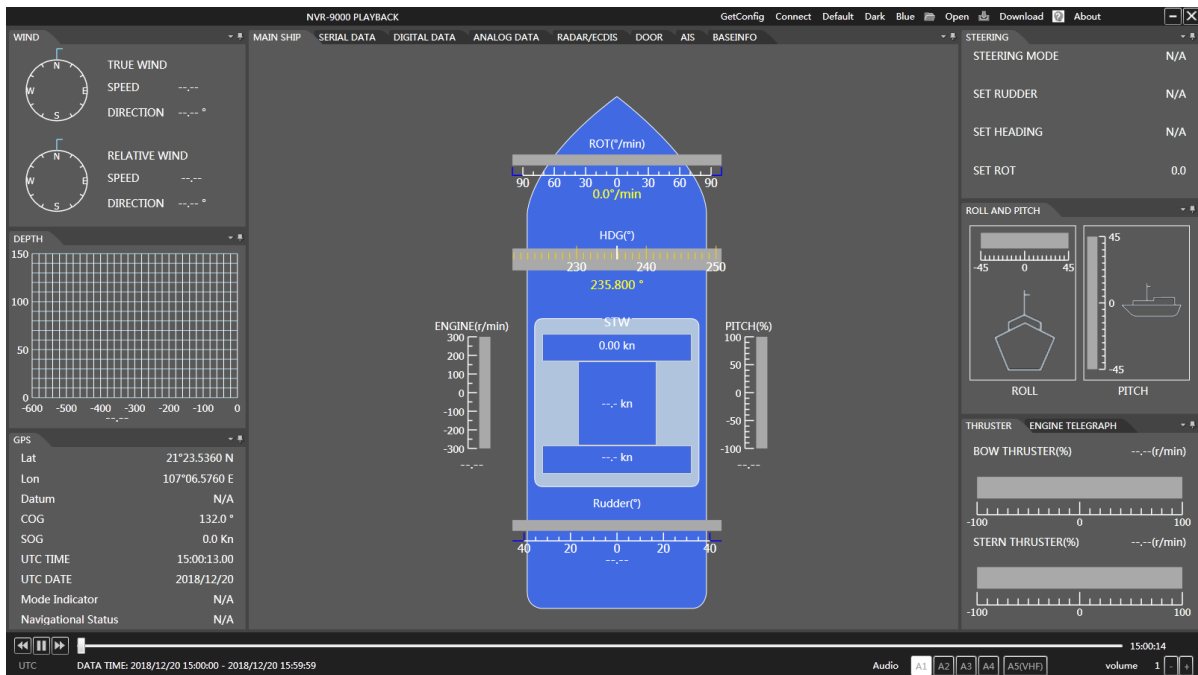 NVR-9000 PLAYBACK
GetConfig Connect Default Dark Blue Open Download About
WIND
N
W E
S
TRUE WIND
SPEED --.--
DIRECTION --.-- °
N
W E
S
RELATIVE WIND
SPEED --.--
DIRECTION --.-- °
DEPTH
150
100
50
0
-600 -500 -400 -300 -200 -100 0
--.--
GPS
Lat 21°23.5360 N
Lon 107°06.5760 E
Datum N/A
COG 132.0 °
SOG 0.0 Kn
UTC TIME 15:00:13.00
UTC DATE 2018/12/20
Mode Indicator N/A
Navigational Status N/A
MAIN SHIP SERIAL DATA DIGITAL DATA ANALOG DATA RADAR/ECDIS DOOR AIS BASEINFO
ROT(°/min)
90 60 30 0 30 60 90
0.0°/min
HDG(°)
230 240 250
235.800 °
ENGINE(r/min)
300
200
100
0
-100
-200
-300
--.--
STW
0.00 kn
--.- kn
--.- kn
PITCH(%)
100
50
0
-50
-100
--.--
Rudder(°)
40 20 0 20 40
--.--
STEERING
STEERING MODE N/A
SET RUDDER N/A
SET HEADING N/A
SET ROT 0.0
ROLL AND PITCH
-45 0 45
ROLL
45
0
-45
PITCH
THRUSTER ENGINE TELEGRAPH
BOW THRUSTER(%) --.--(r/min)
-100 0 100
STERN THRUSTER(%) --.--(r/min)
-100 0 100
15:00:14
UTC DATA TIME: 2018/12/20 15:00:00 - 2018/12/20 15:59:59
Audio A1 A2 A3 A4 A5(VHF) volume 1 - +